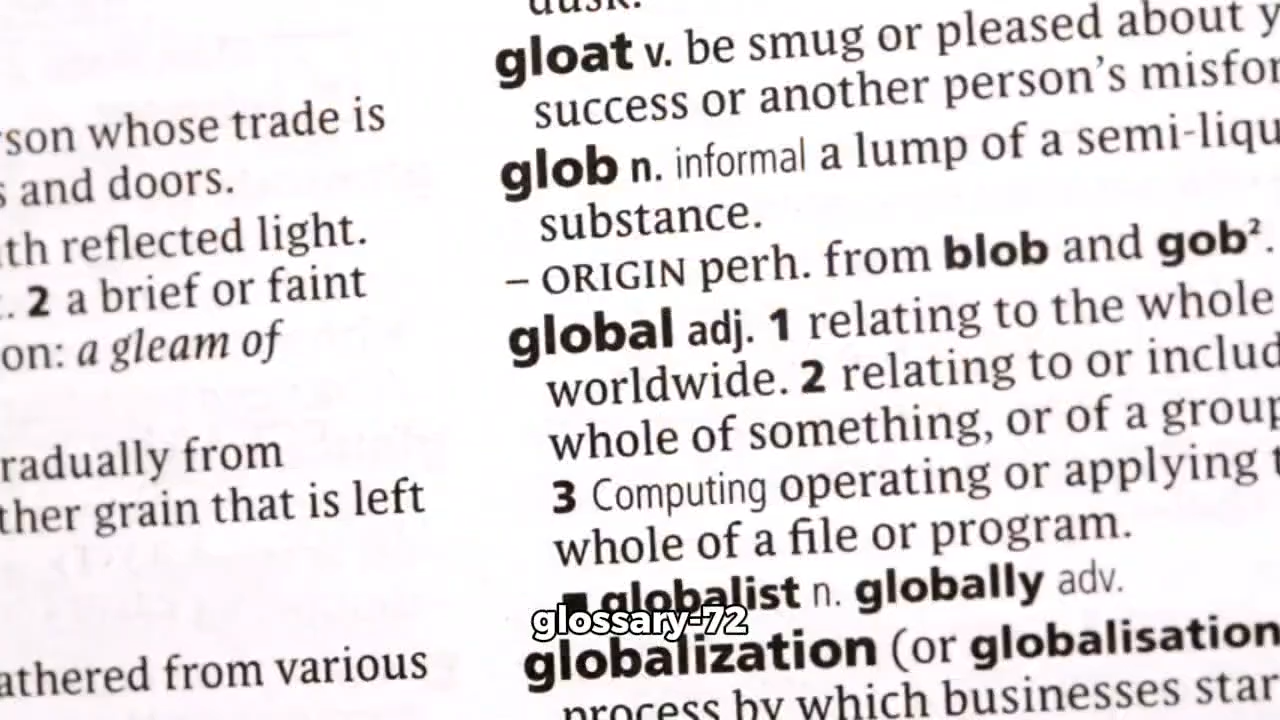 rson whose trade is
s and doors.
th reflected light.
. 2 a brief or faint
on: a gleam of
radually from
ther grain that is left
athered from various
dusk.
gloat v. be smug or pleased about y
success or another person's misfor
glob n. informal a lump of a semi-liqu
substance.
– ORIGIN perh. from blob and gob².
global adj. 1 relating to the whole
worldwide. 2 relating to or includ
whole of something, or of a group
3 Computing operating or applying t
whole of a file or program.
■ globalist n. globally adv.
glossary-72
globalization (or globalisation
process by which businesses star